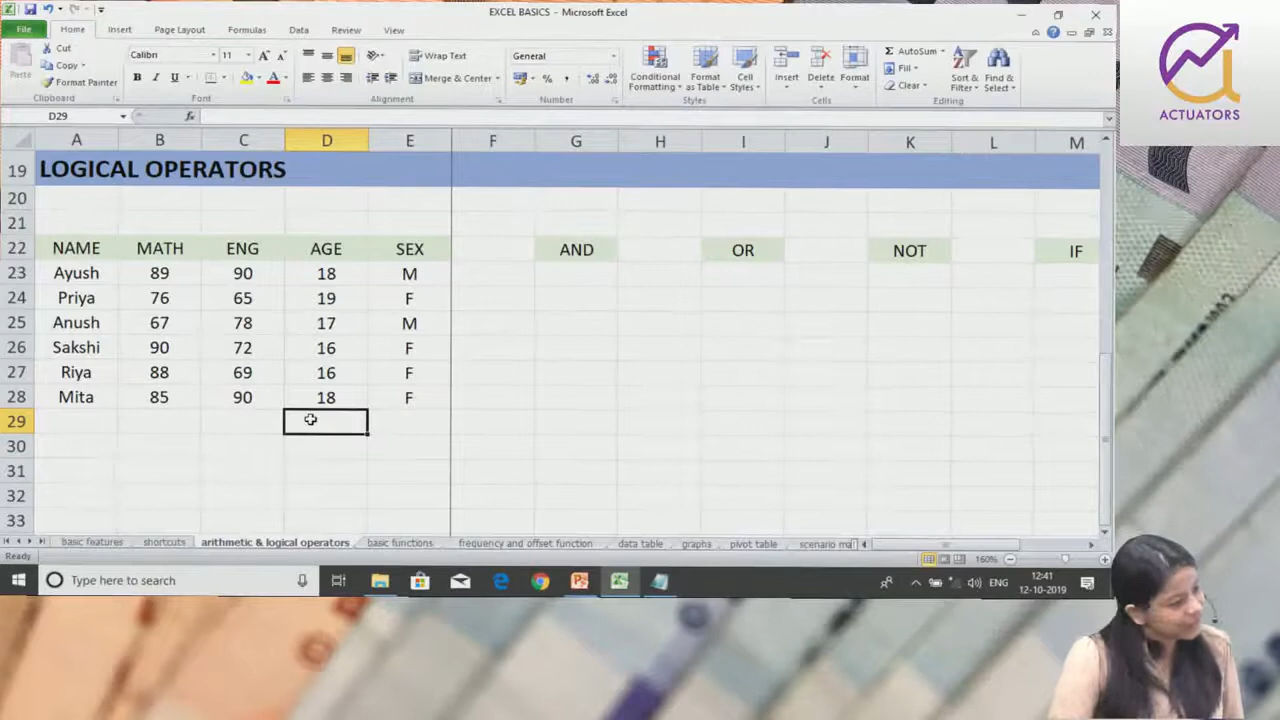 EXCEL BASICS - Microsoft Excel
File Home Insert Page Layout Formulas Data Review View
Paste Cut Copy Format Painter Clipboard
Calibri 11 B I U Font
Wrap Text Merge & Center Alignment
General Number
Conditional Formatting Format as Table Cell Styles Styles
Insert Delete Format Cells
AutoSum Fill Clear Sort & Filter Find & Select Editing
ACTUATORS
D29 fx
A B C D E F G H I J K L M
19 LOGICAL OPERATORS
20
21
22 NAME MATH ENG AGE SEX AND OR NOT IF
23 Ayush 89 90 18 M
24 Priya 76 65 19 F
25 Anush 67 78 17 M
26 Sakshi 90 72 16 F
27 Riya 88 69 16 F
28 Mita 85 90 18 F
29
30
31
32
33
basic features shortcuts arithmetic & logical operators basic functions frequency and offset function data table graphs pivot table scenario ma
Ready 160%
Type here to search ENG 12:41
12-10-2019